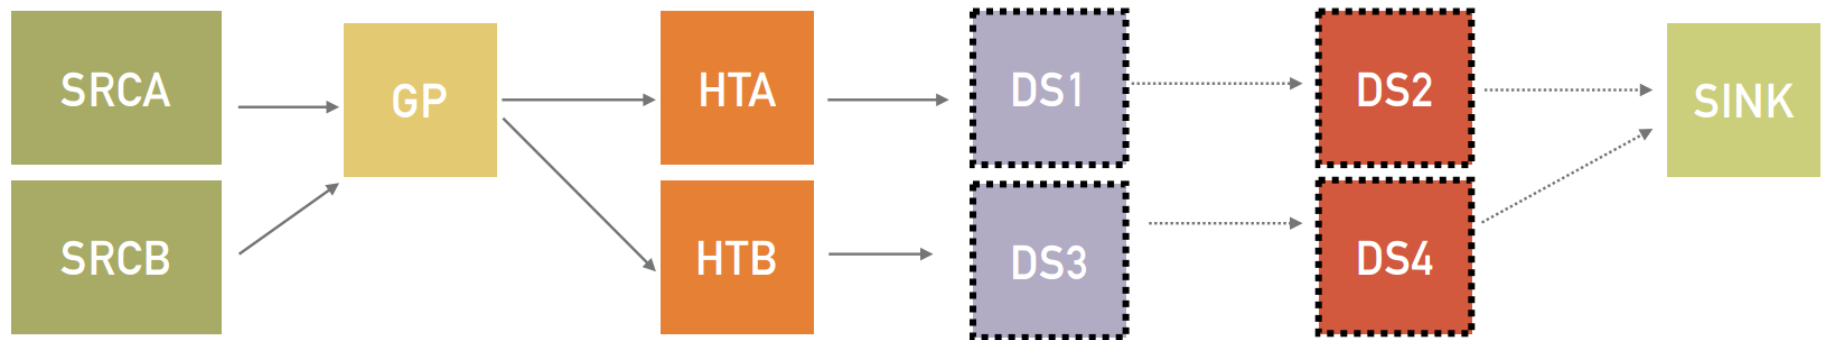 SRCA
SRCB
GP
HTA
HTB
DS1
DS3
DS2
DS4
SINK